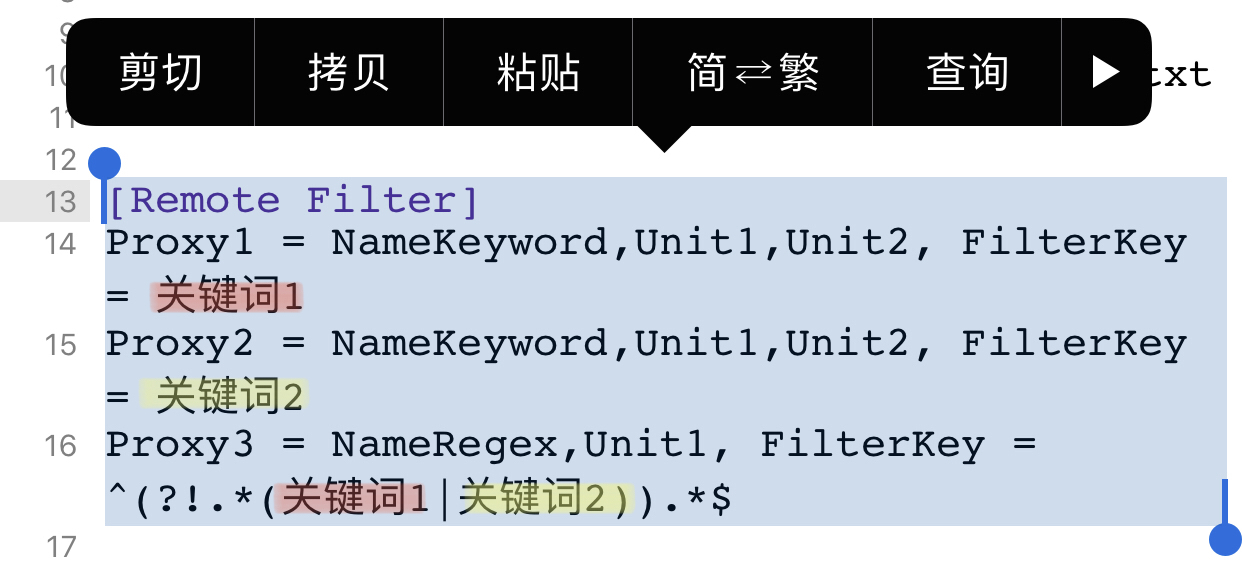 9
剪切 拷贝 粘贴 简⇌繁 查询 ▶
10 txt
11
12
13 [Remote Filter]
14 Proxy1 = NameKeyword,Unit1,Unit2, FilterKey
= 关键词1
15 Proxy2 = NameKeyword,Unit1,Unit2, FilterKey
= 关键词2
16 Proxy3 = NameRegex,Unit1, FilterKey =
^(?!.*(关键词1|关键词2)).*$
17